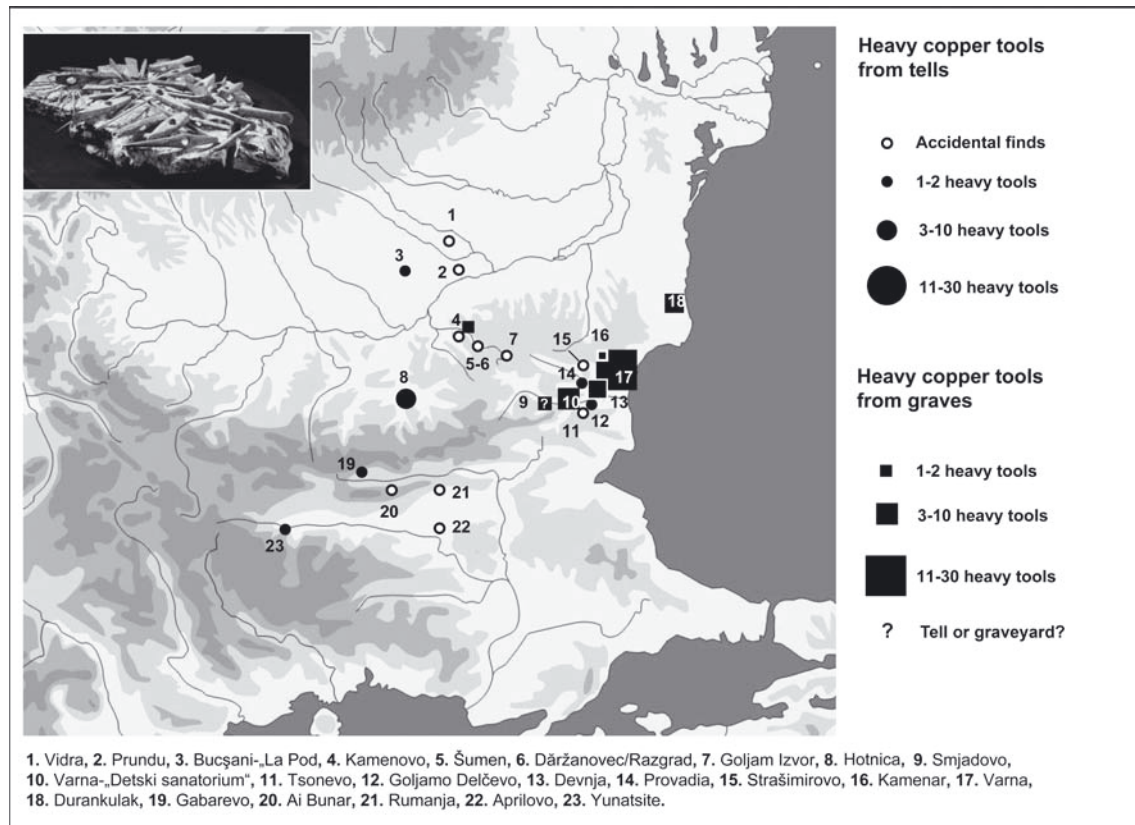 Heavy copper tools
from tells
Accidental finds
1-2 heavy tools
3-10 heavy tools
11-30 heavy tools
Heavy copper tools
from graves
1-2 heavy tools
3-10 heavy tools
11-30 heavy tools
? Tell or graveyard?
1
3
2
18
4
7
15
16
5-6
14
17
8
9 ?
10
13
12
11
19
21
20
22
23
1. Vidra, 2. Prundu, 3. Bucşani-„La Pod, 4. Kamenovo, 5. Šumen, 6. Dăržanovec/Razgrad, 7. Goljam Izvor, 8. Hotnica, 9. Smjadovo,
10. Varna-„Detski sanatorium“, 11. Tsonevo, 12. Goljamo Delčevo, 13. Devnja, 14. Provadia, 15. Strašimirovo, 16. Kamenar, 17. Varna,
18. Durankulak, 19. Gabarevo, 20. Ai Bunar, 21. Rumanja, 22. Aprilovo, 23. Yunatsite.